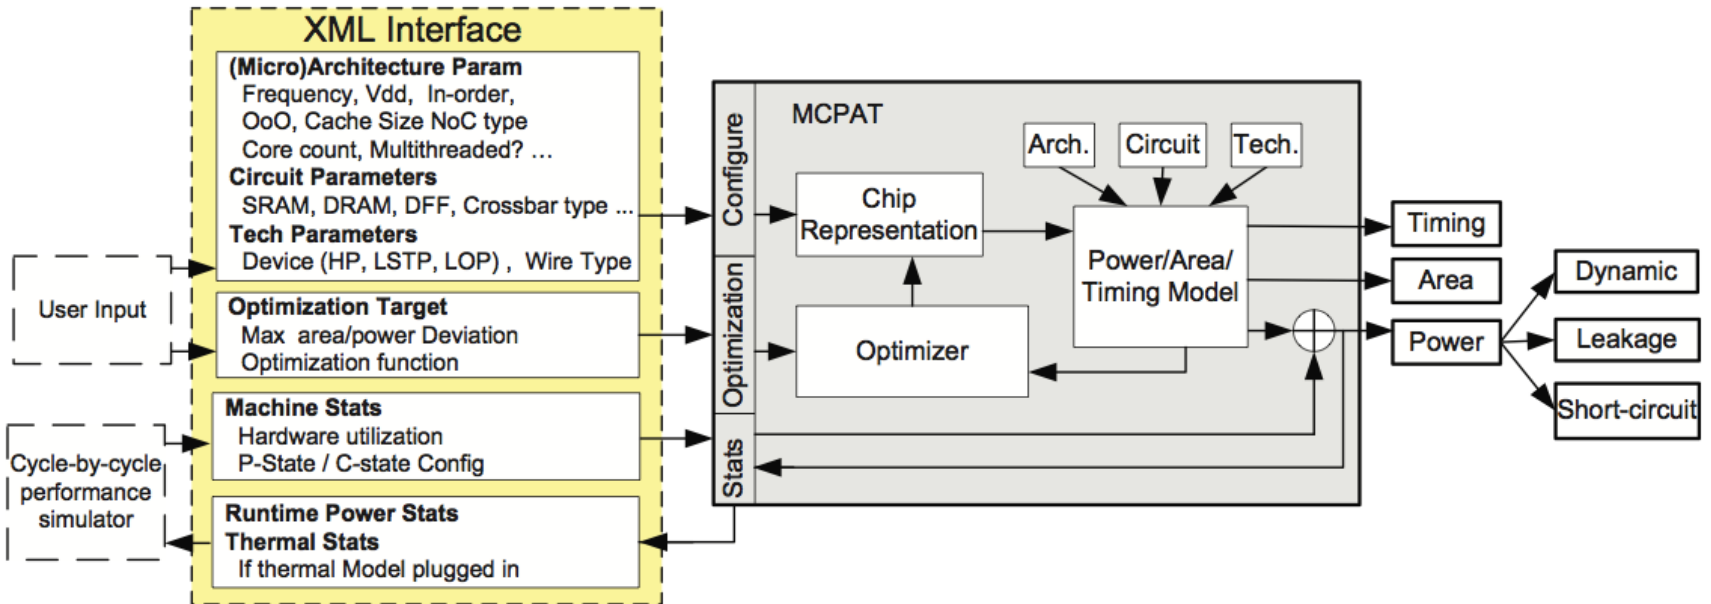 XML Interface
(Micro)Architecture Param
Frequency, Vdd, In-order,
OoO, Cache Size NoC type
Core count, Multithreaded? ...
Circuit Parameters
SRAM, DRAM, DFF, Crossbar type ...
Tech Parameters
Device (HP, LSTP, LOP) , Wire Type
User Input
Optimization Target
Max area/power Deviation
Optimization function
Machine Stats
Hardware utilization
P-State / C-state Config
Cycle-by-cycle
performance
simulator
Runtime Power Stats
Thermal Stats
If thermal Model plugged in
Configure
Optimization
Stats
MCPAT
Arch.
Circuit
Tech.
Chip
Representation
Power/Area/
Timing Model
Optimizer
Timing
Area
Power
Dynamic
Leakage
Short-circuit